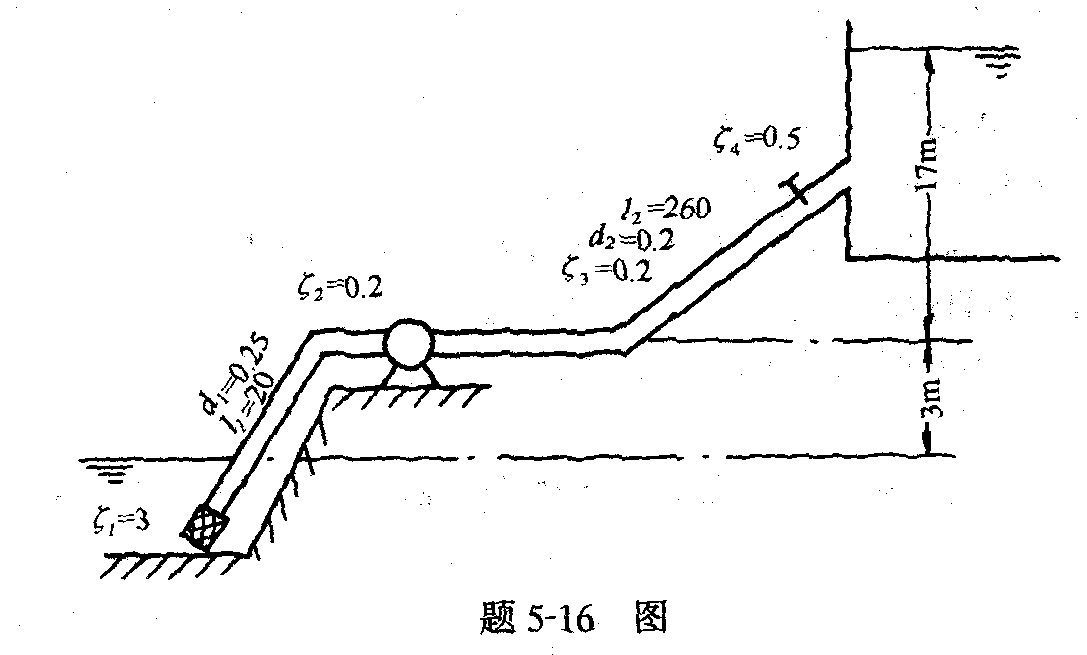 17m
ζ₄=0.5
l₂=260
d₂=0.2
ζ₃=0.2
ζ₂=0.2
d₁=0.25
l₁=20
3m
ζ₁=3
题 5-16 图